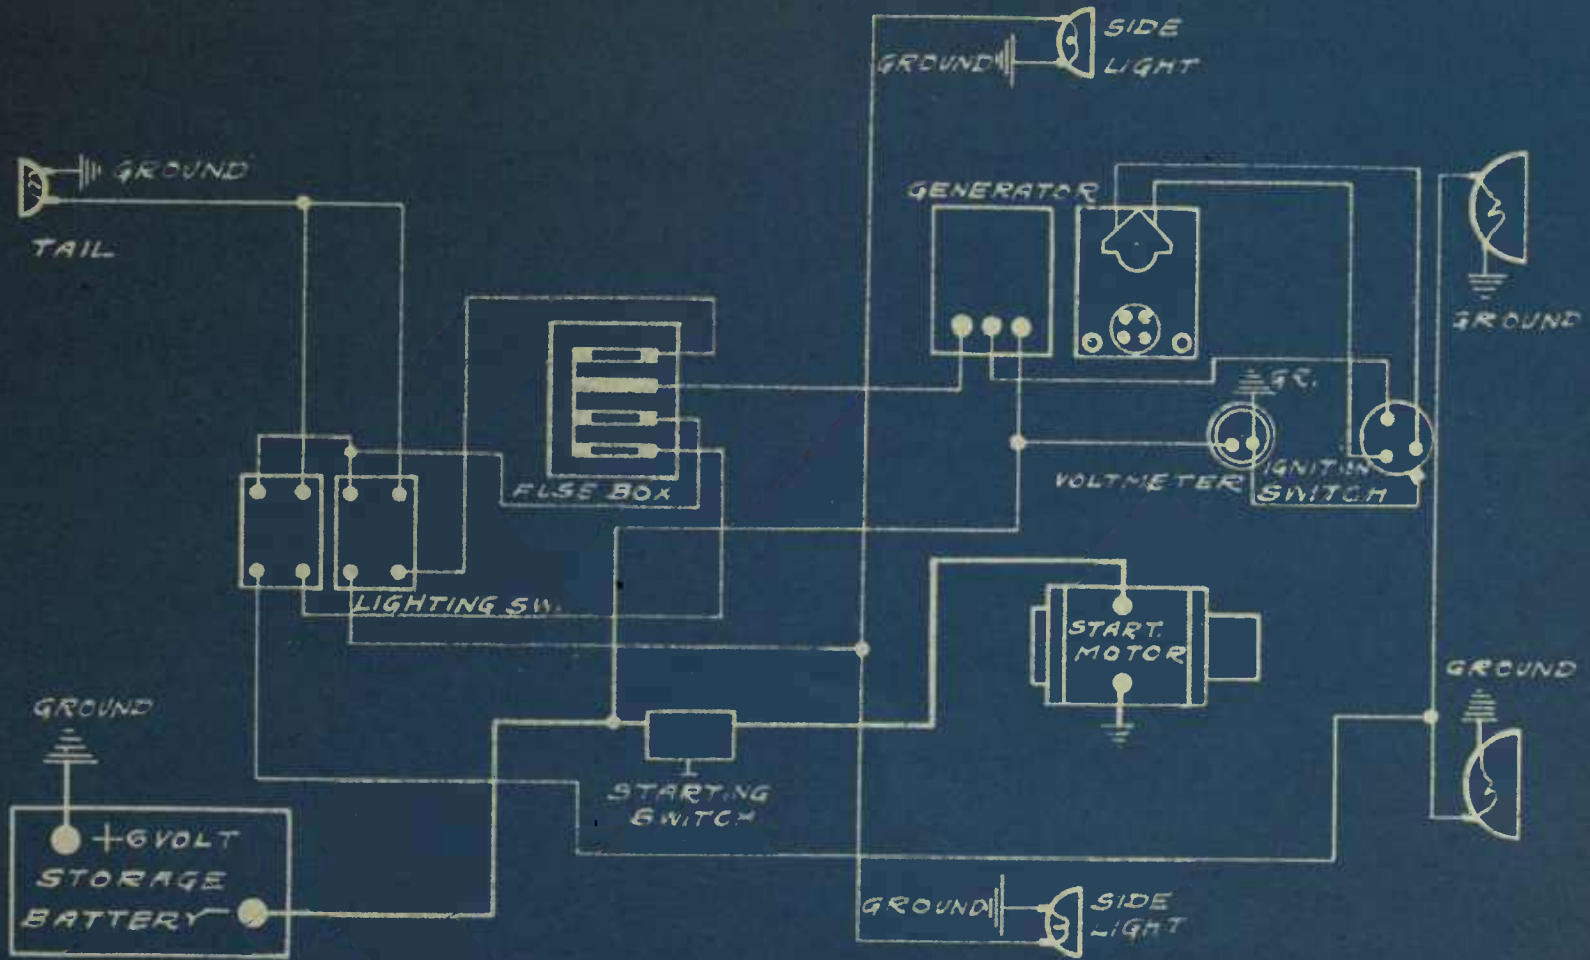 SIDE
LIGHT
GROUND
GROUND
TAIL
GENERATOR
GROUND
GR.
FUSE BOX
VOLTMETER
IGNITION
SWITCH
LIGHTING SW.
START.
MOTOR
GROUND
GROUND
STARTING
SWITCH
+6 VOLT
STORAGE
BATTERY -
GROUND
SIDE
LIGHT